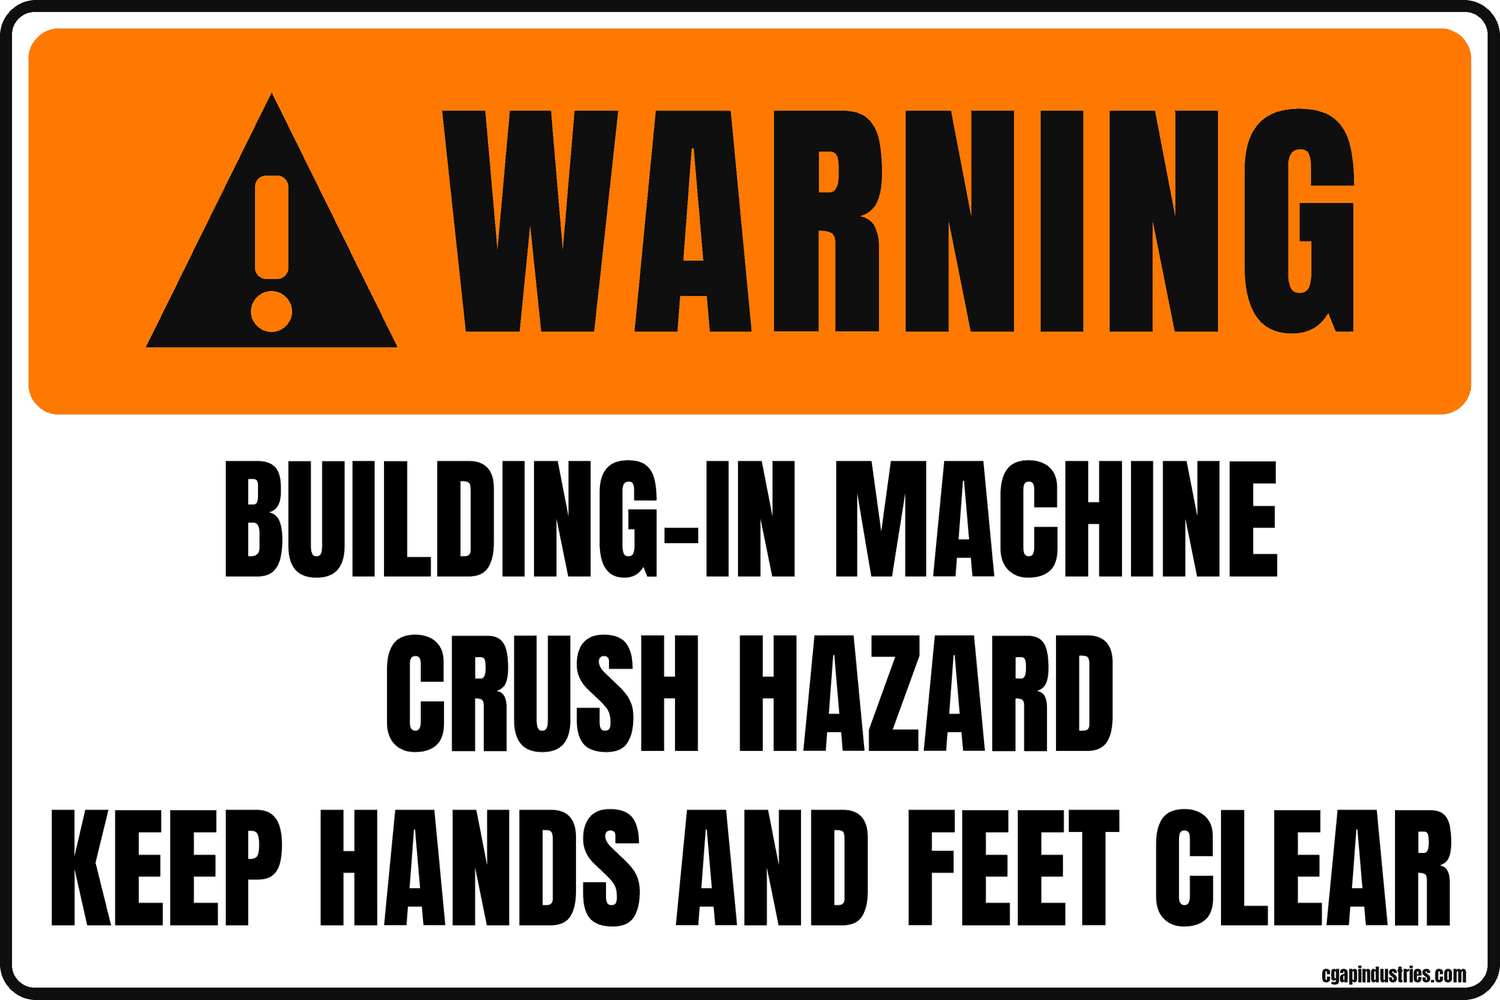 WARNING
BUILDING-IN MACHINE
CRUSH HAZARD
KEEP HANDS AND FEET CLEAR
cgapindustries.com